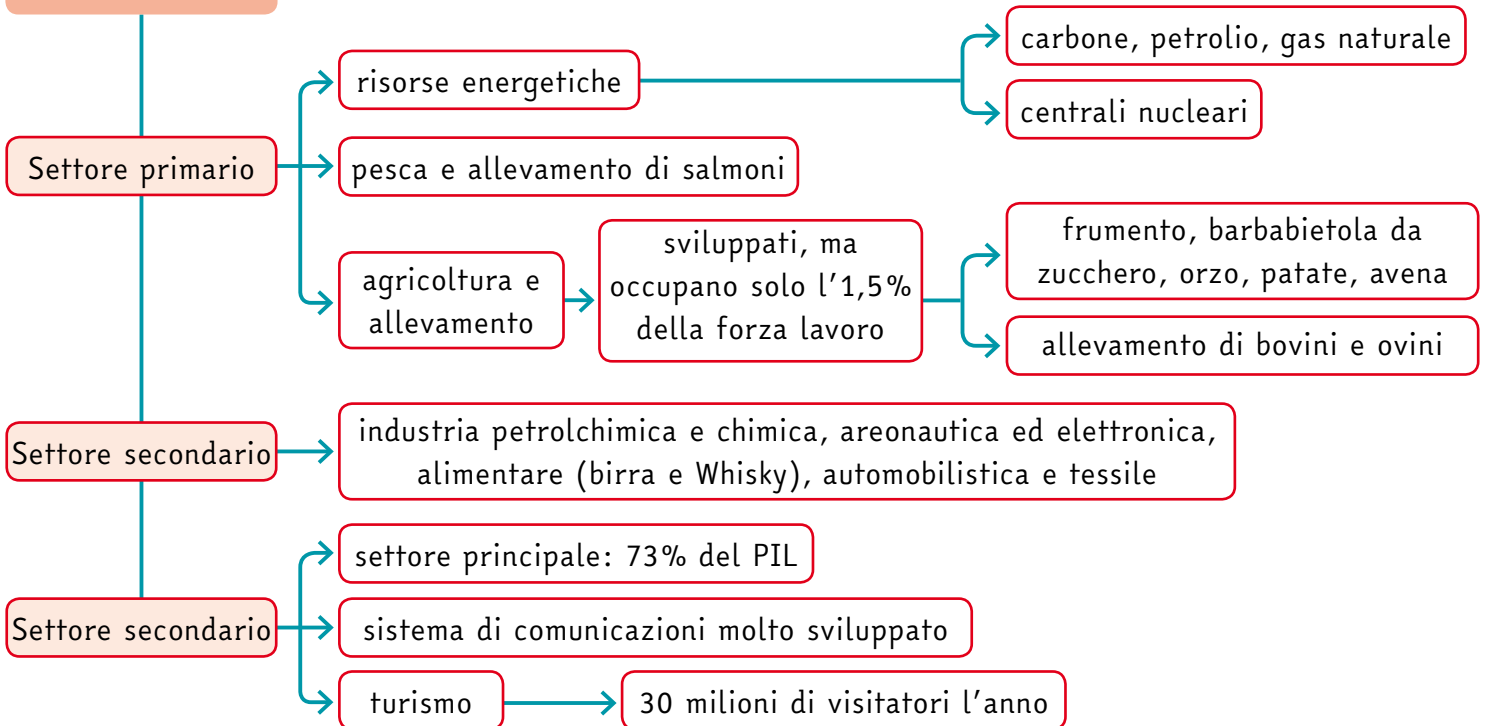 carbone, petrolio, gas naturale
risorse energetiche
centrali nucleari
Settore primario
pesca e allevamento di salmoni
agricoltura e
allevamento
sviluppati, ma
occupano solo l'1,5%
della forza lavoro
frumento, barbabietola da
zucchero, orzo, patate, avena
allevamento di bovini e ovini
Settore secondario
industria petrolchimica e chimica, areonautica ed elettronica,
alimentare (birra e Whisky), automobilistica e tessile
settore principale: 73% del PIL
Settore secondario
sistema di comunicazioni molto sviluppato
turismo
30 milioni di visitatori l'anno